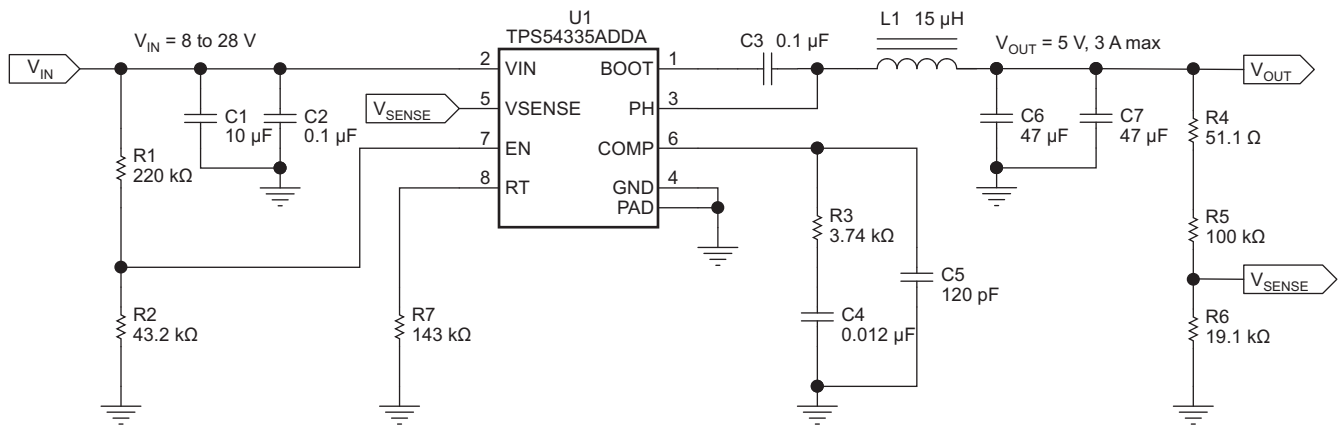 U1
TPS54335ADDA
L1 15 µH
C3 0.1 µF
V_IN = 8 to 28 V
V_OUT = 5 V, 3 A max
V_IN
2 VIN
BOOT 1
V_OUT
V_SENSE
5 VSENSE
PH 3
C1
10 µF
C2
0.1 µF
C6
47 µF
C7
47 µF
R4
51.1 Ω
7 EN
COMP 6
R1
220 kΩ
8 RT
GND 4
PAD
R3
3.74 kΩ
R5
100 kΩ
C5
120 pF
V_SENSE
R2
43.2 kΩ
R7
143 kΩ
C4
0.012 µF
R6
19.1 kΩ